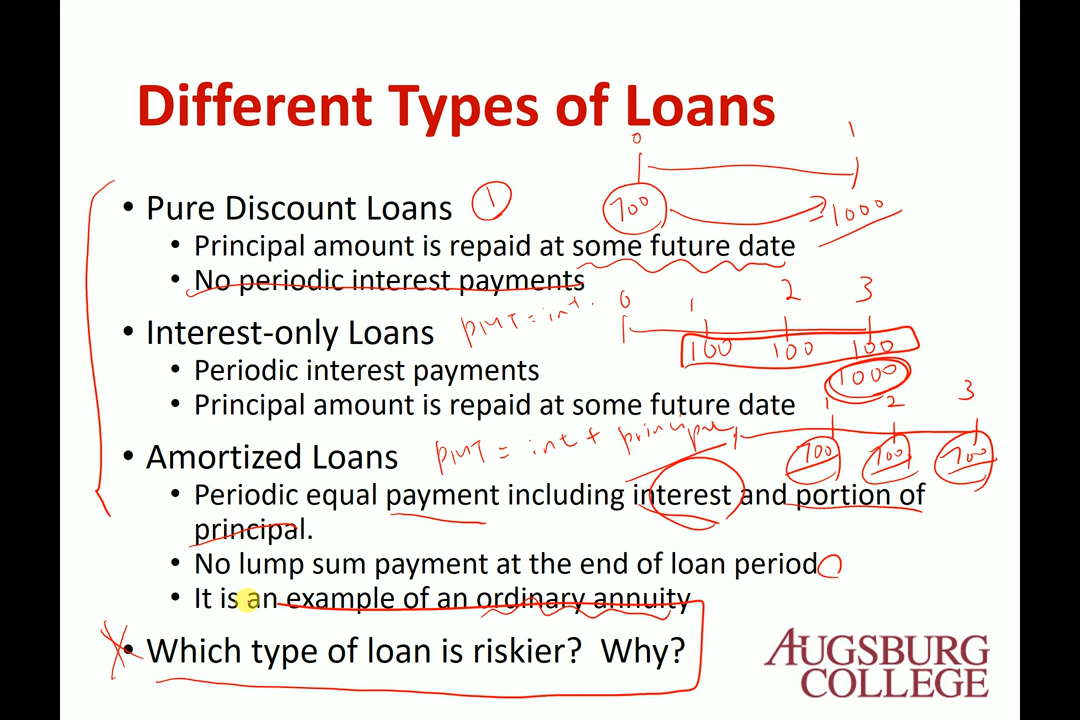 Different Types of Loans
0 1
• Pure Discount Loans 1 700 1000
• Principal amount is repaid at some future date
• No periodic interest payments
0 1 2 3
• Interest-only Loans PMT = int. 100 100 100
• Periodic interest payments 1000
• Principal amount is repaid at some future date 1 2 3
• Amortized Loans PMT = int + principal 700 700 700
• Periodic equal payment including interest and portion of
principal.
• No lump sum payment at the end of loan period
• It is an example of an ordinary annuity
• Which type of loan is riskier? Why?
AUGSBURG
COLLEGE